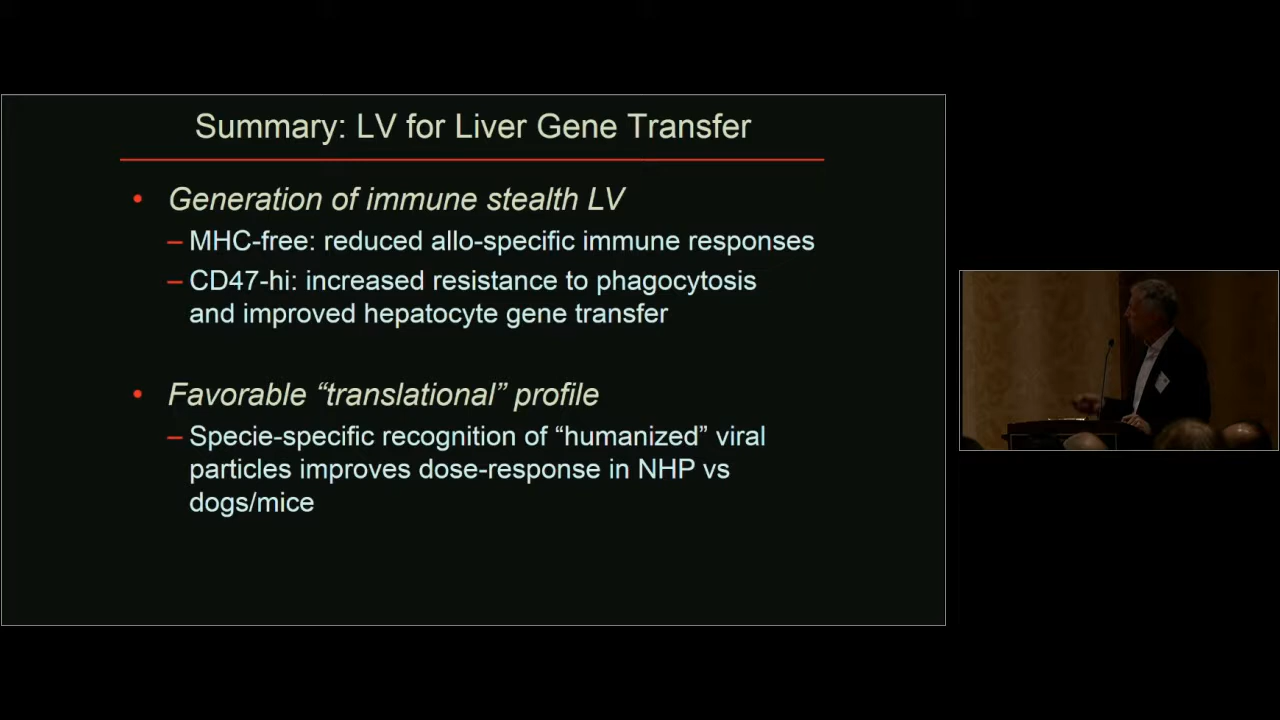 Summary: LV for Liver Gene Transfer
• Generation of immune stealth LV
– MHC-free: reduced allo-specific immune responses
– CD47-hi: increased resistance to phagocytosis
and improved hepatocyte gene transfer
• Favorable “translational” profile
– Specie-specific recognition of “humanized” viral
particles improves dose-response in NHP vs
dogs/mice